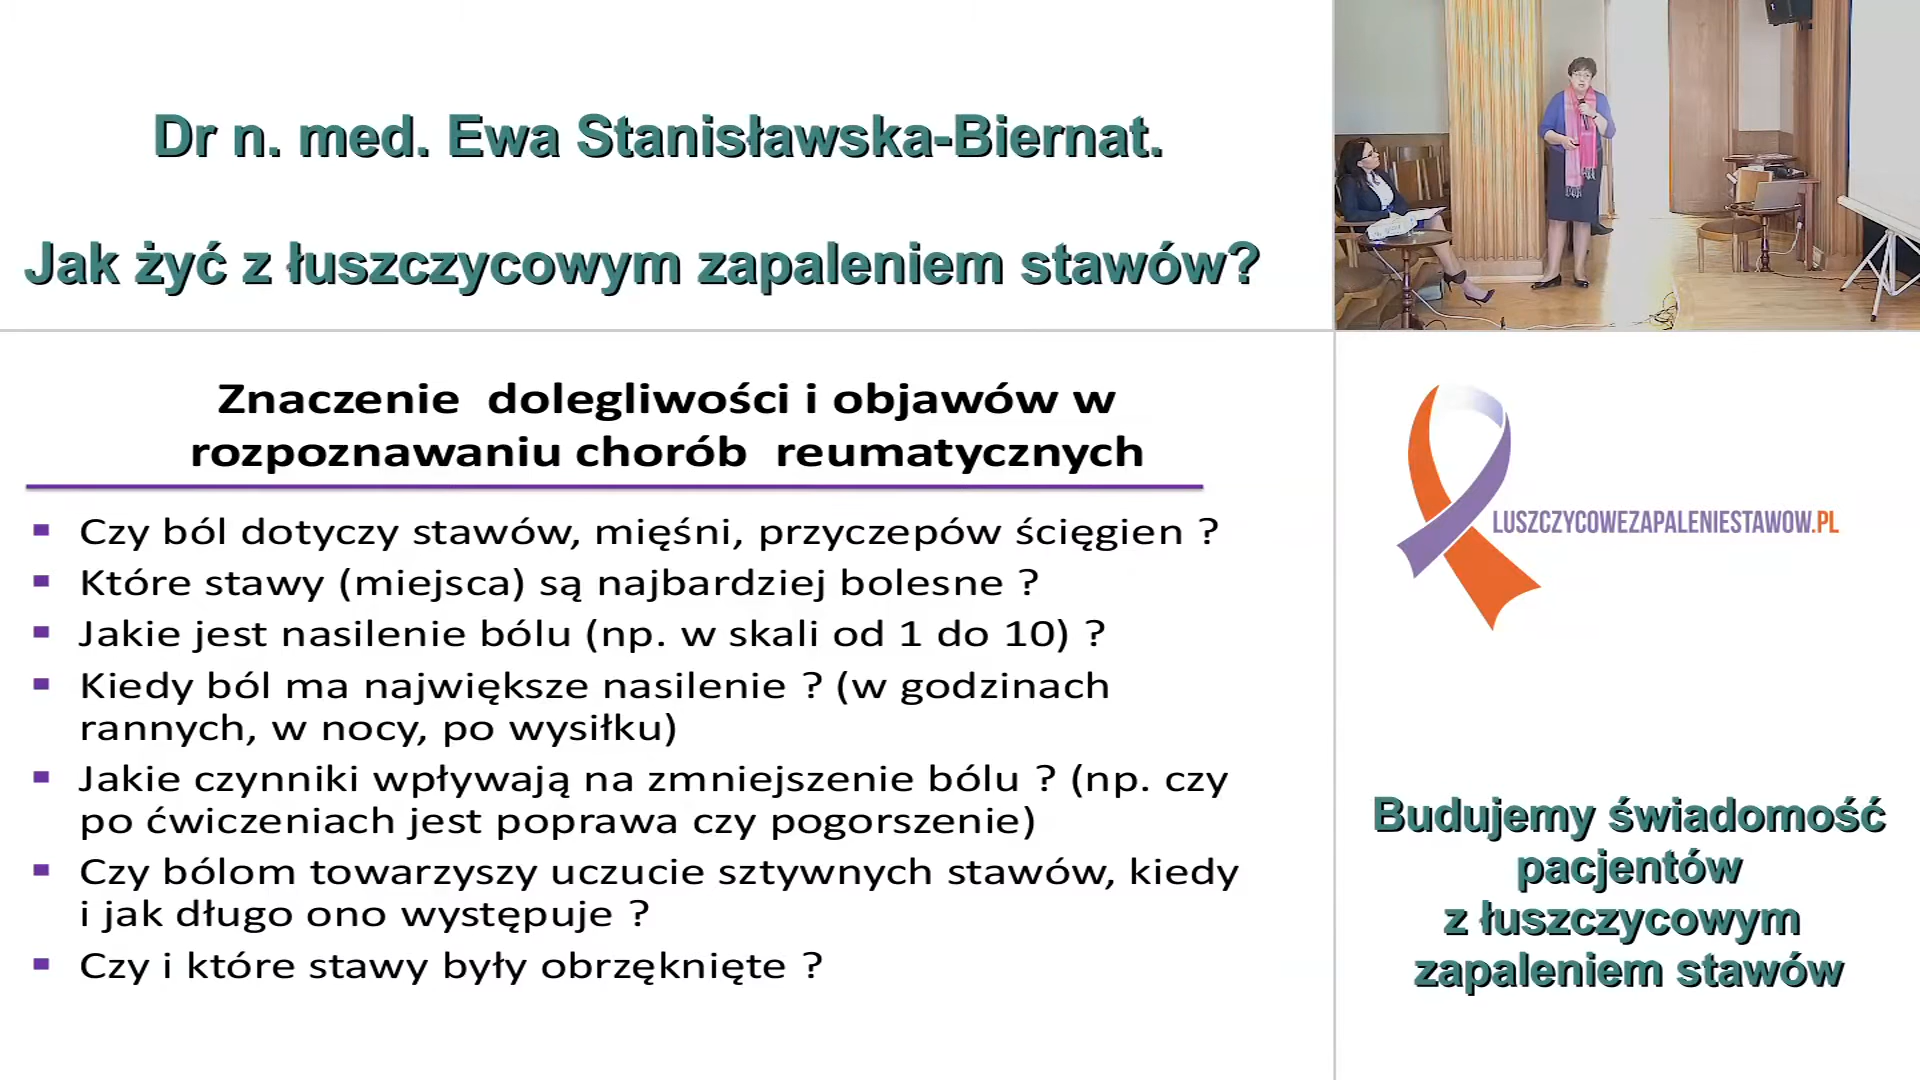 Dr n. med. Ewa Stanisławska-Biernat.
Jak żyć z łuszczycowym zapaleniem stawów?
Znaczenie dolegliwości i objawów w
rozpoznawaniu chorób reumatycznych
Czy ból dotyczy stawów, mięśni, przyczepów ścięgien ?
Które stawy (miejsca) są najbardziej bolesne ?
Jakie jest nasilenie bólu (np. w skali od 1 do 10) ?
Kiedy ból ma największe nasilenie ? (w godzinach
rannych, w nocy, po wysiłku)
Jakie czynniki wpływają na zmniejszenie bólu ? (np. czy
po ćwiczeniach jest poprawa czy pogorszenie)
Czy bólom towarzyszy uczucie sztywnych stawów, kiedy
i jak długo ono występuje ?
Czy i które stawy były obrzęknięte ?
LUSZCZYCOWEZAPALENIESTAWOW.PL
Budujemy świadomość
pacjentów
z łuszczycowym
zapaleniem stawów